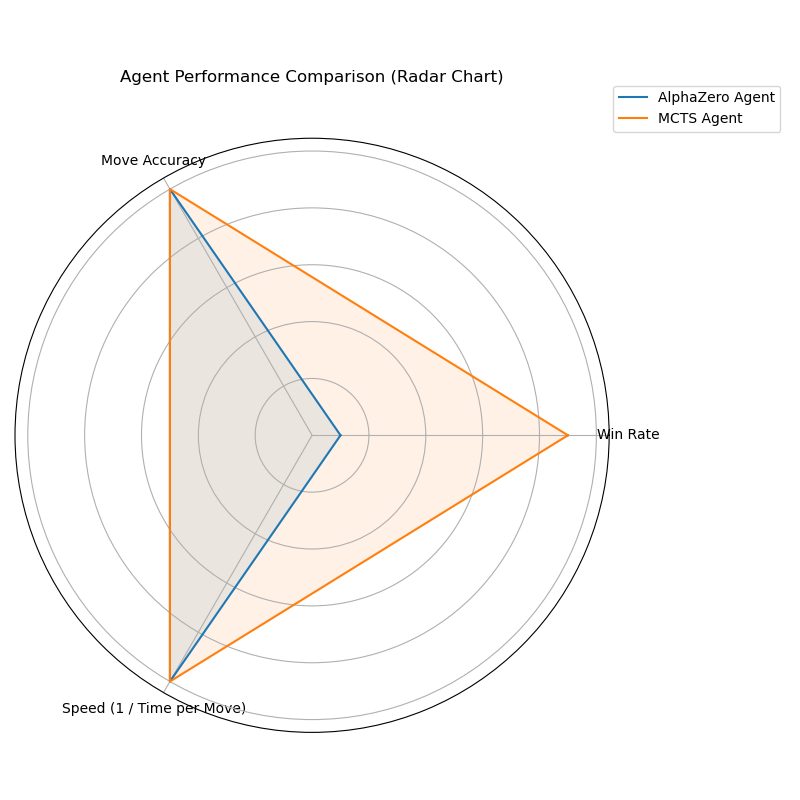 Agent Performance Comparison (Radar Chart)
AlphaZero Agent
MCTS Agent
Move Accuracy
Win Rate
Speed (1 / Time per Move)